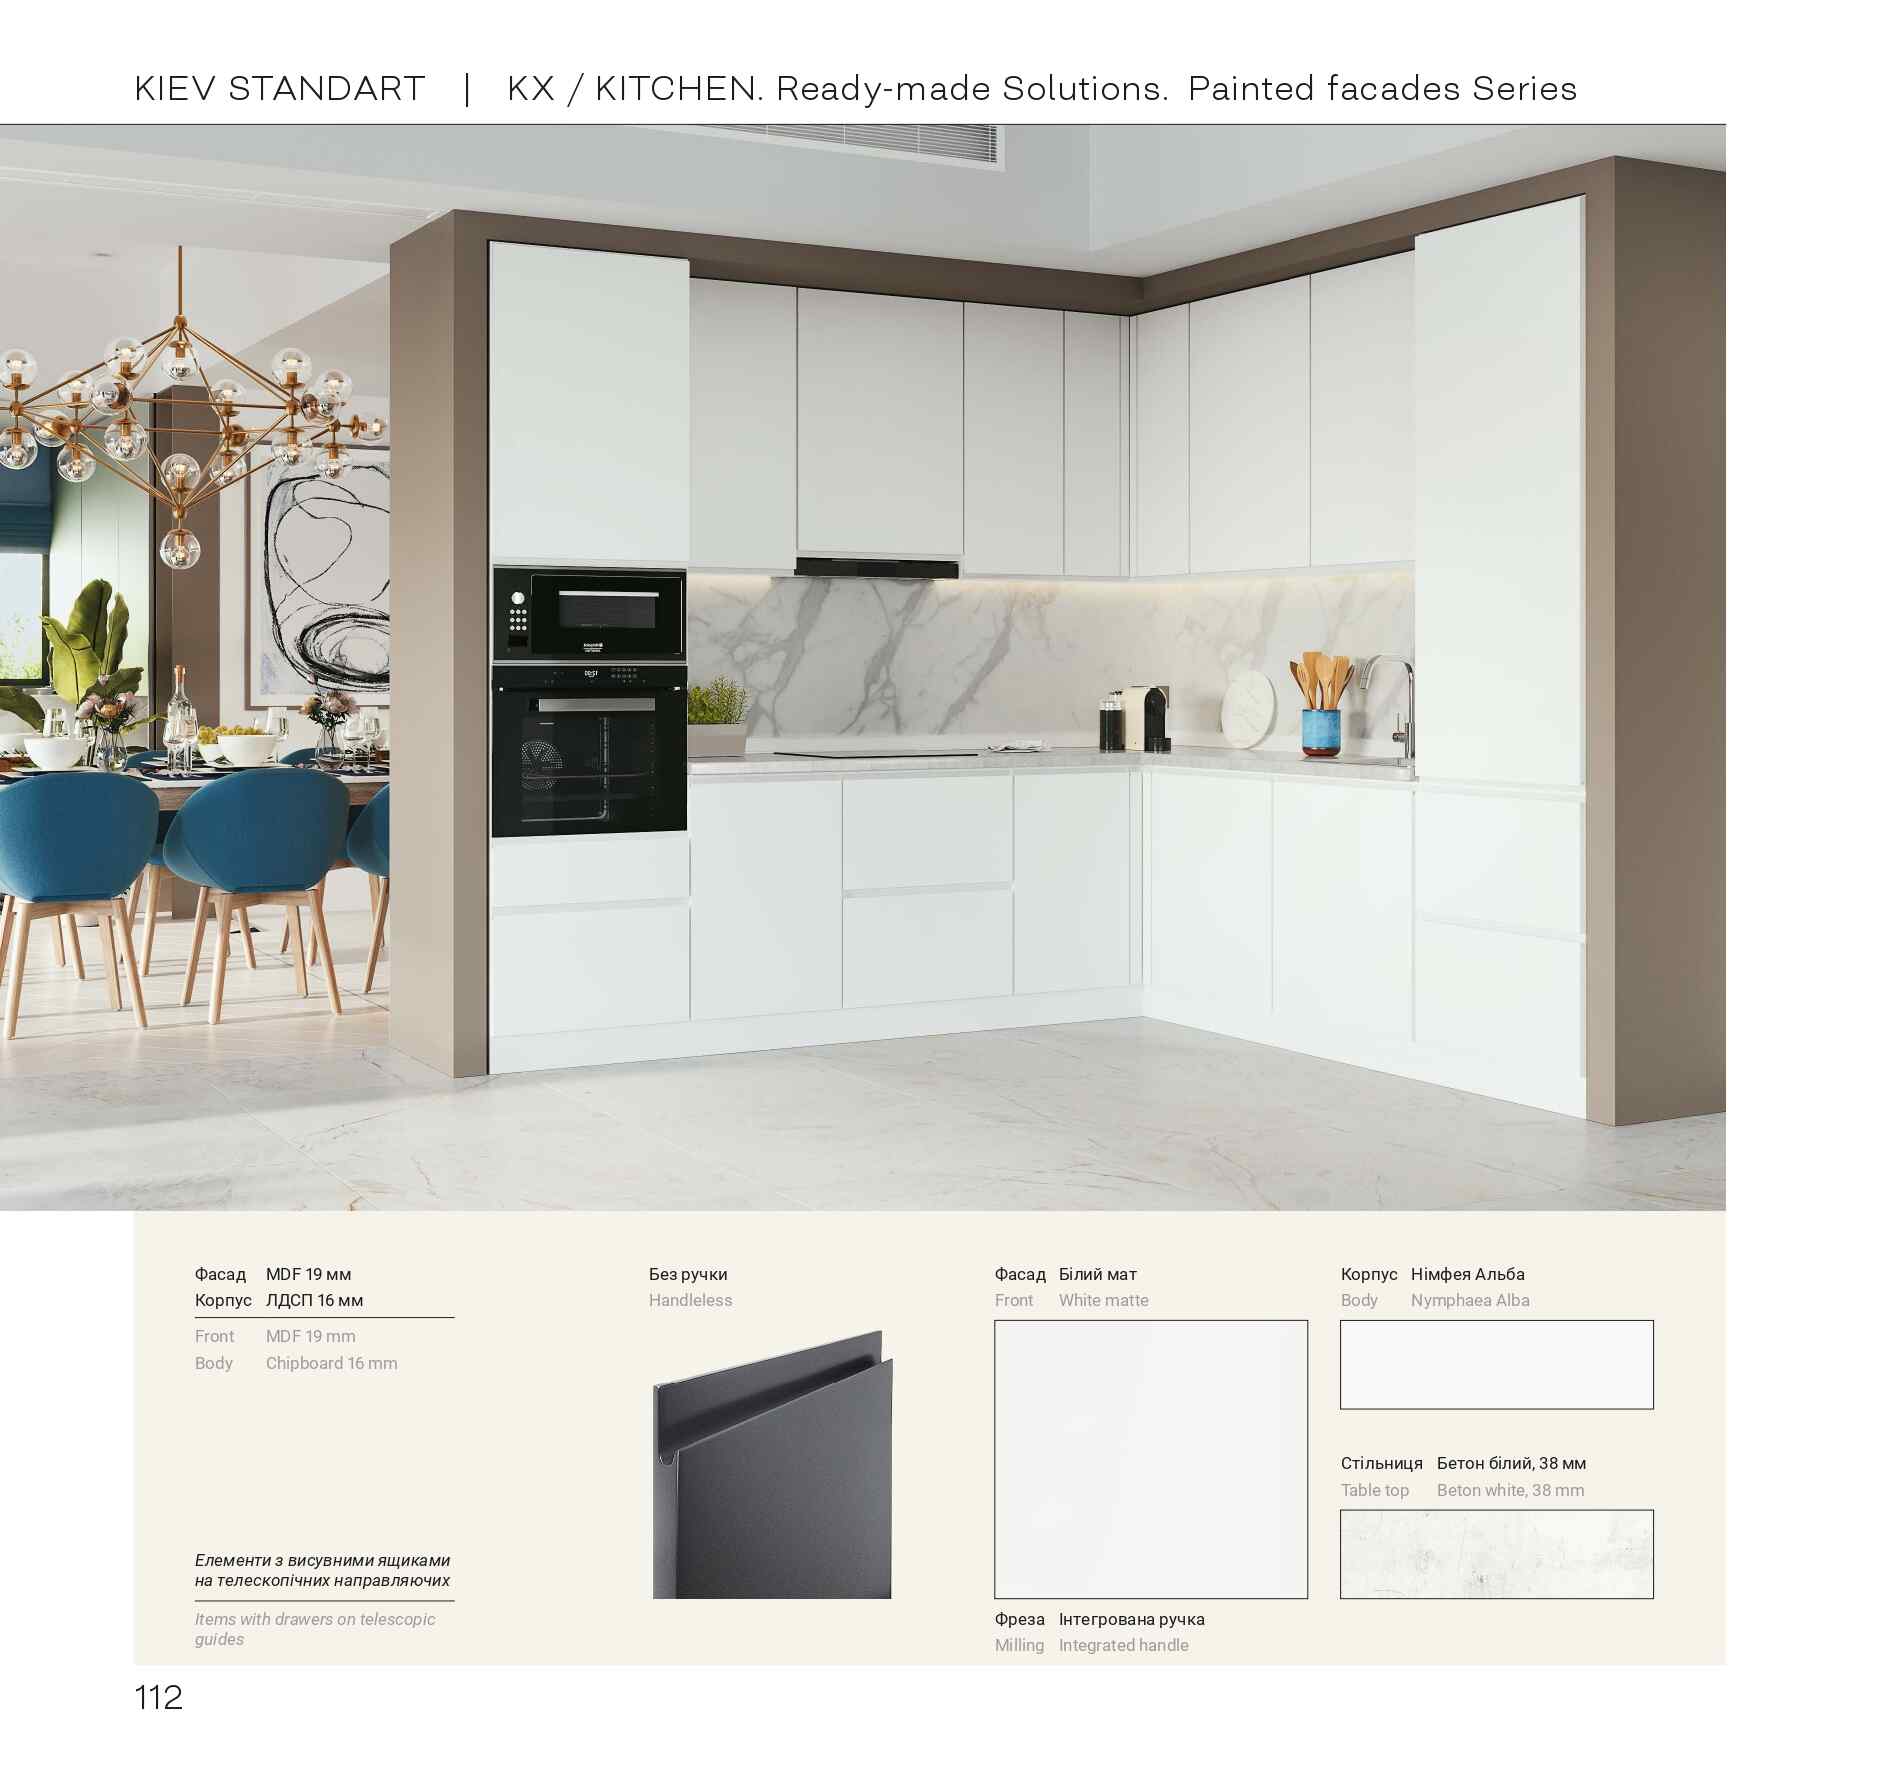 KIEV STANDART | KX / KITCHEN. Ready-made Solutions. Painted facades Series
Фасад MDF 19 мм
Корпус ЛДСП 16 мм
Front MDF 19 mm
Body Chipboard 16 mm
Елементи з висувними ящиками
на телескопічних направляючих
Items with drawers on telescopic
guides
Без ручки
Handleless
Фасад Білий мат
Front White matte
Фреза Інтегрована ручка
Milling Integrated handle
Корпус Німфея Альба
Body Nymphaea Alba
Стільниця Бетон білий, 38 мм
Table top Beton white, 38 mm
112